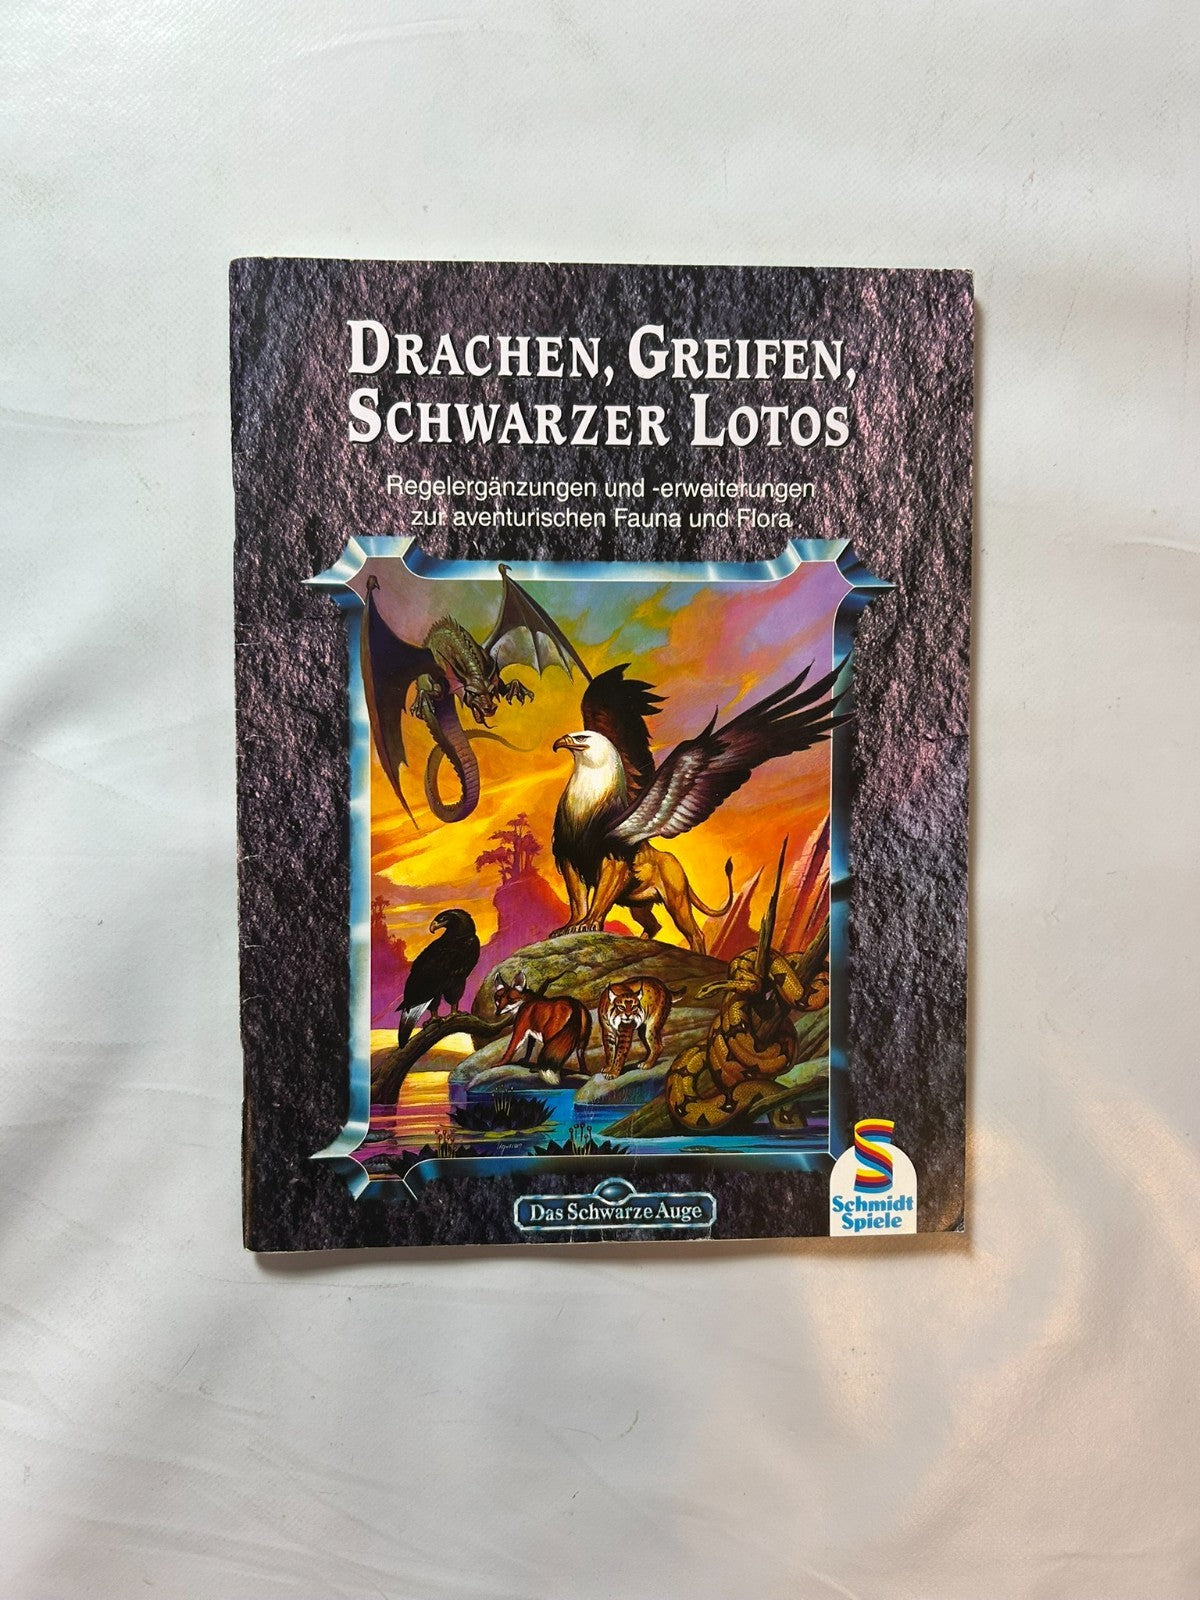 DRACHEN, GREIFEN,
SCHWARZER LOTOS
Regelergänzungen und -erweiterungen
zur aventurischen Fauna und Flora
Das Schwarze Auge
Schmidt
Spiele